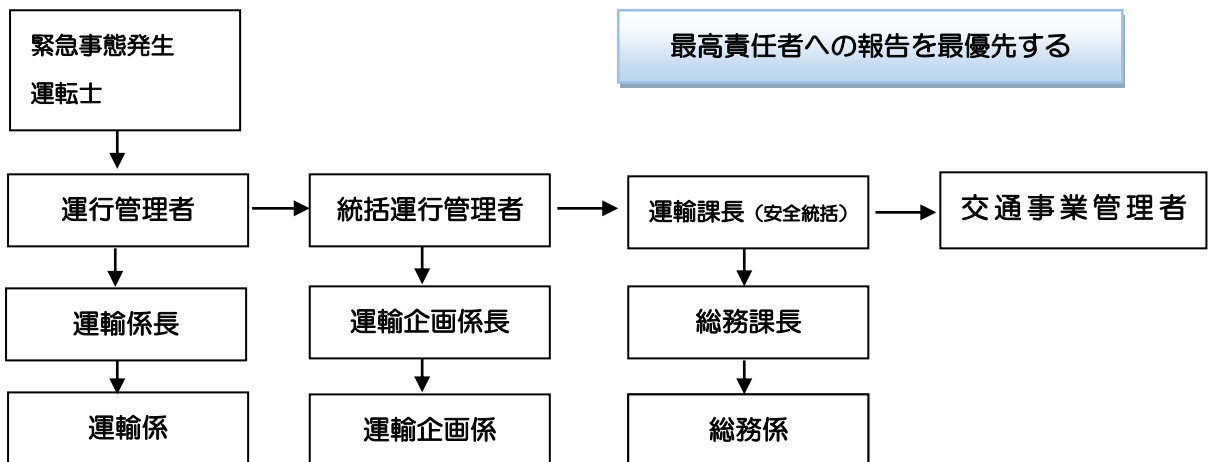 緊急事態発生
運転士
最高責任者への報告を最優先する
運行管理者
統括運行管理者
運輸課長（安全統括）
交通事業管理者
運輸係長
運輸企画係長
総務課長
運輸係
運輸企画係
総務係